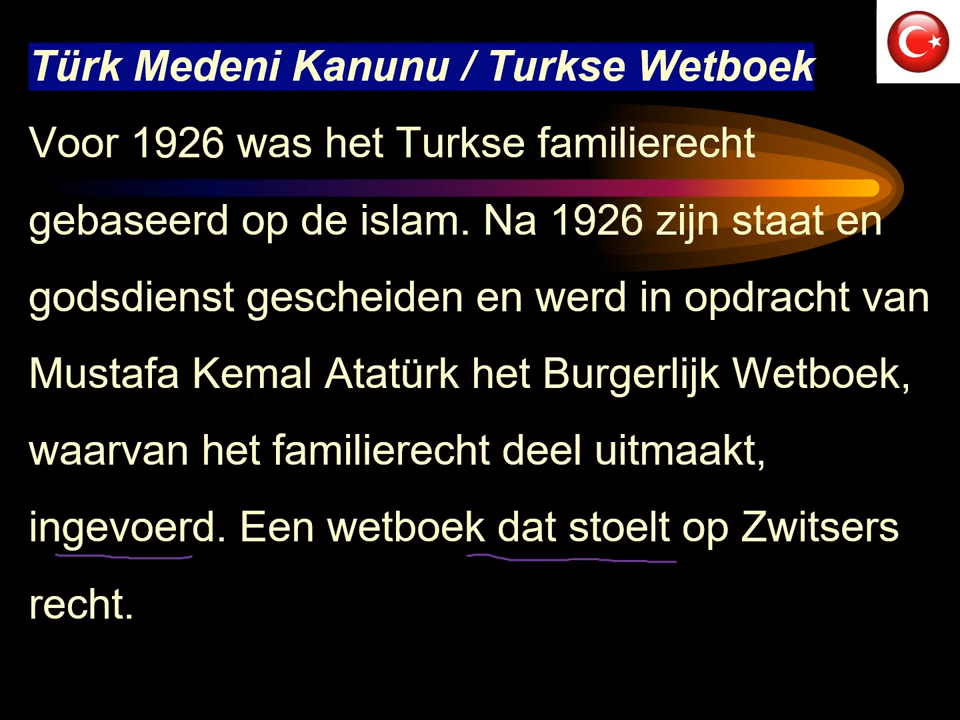 Türk Medeni Kanunu / Turkse Wetboek
Voor 1926 was het Turkse familierecht
gebaseerd op de islam. Na 1926 zijn staat en
godsdienst gescheiden en werd in opdracht van
Mustafa Kemal Atatürk het Burgerlijk Wetboek,
waarvan het familierecht deel uitmaakt,
ingevoerd. Een wetboek dat stoelt op Zwitsers
recht.